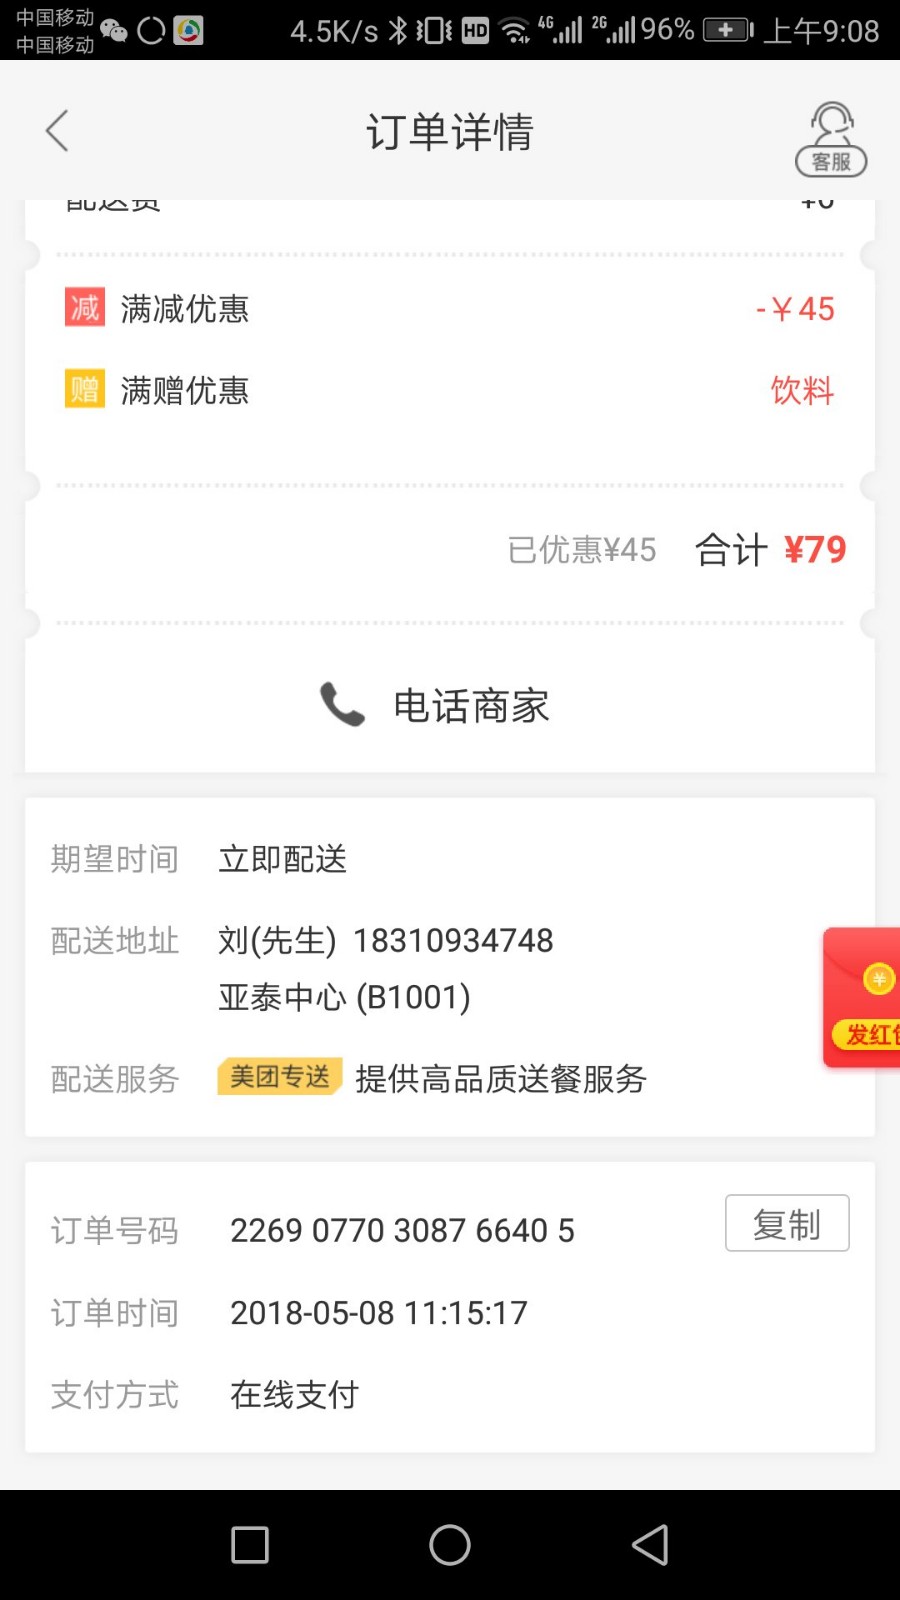 中国移动
中国移动
4.5K/s HD 4G 2G 96% 上午9:08
订单详情
客服
配送费 ¥0
减 满减优惠 -￥45
赠 满赠优惠 饮料
已优惠¥45 合计 ¥79
电话商家
期望时间 立即配送
配送地址 刘(先生) 18310934748
亚泰中心 (B1001)
¥
发红包
配送服务 美团专送 提供高品质送餐服务
订单号码 2269 0770 3087 6640 5 复制
订单时间 2018-05-08 11:15:17
支付方式 在线支付